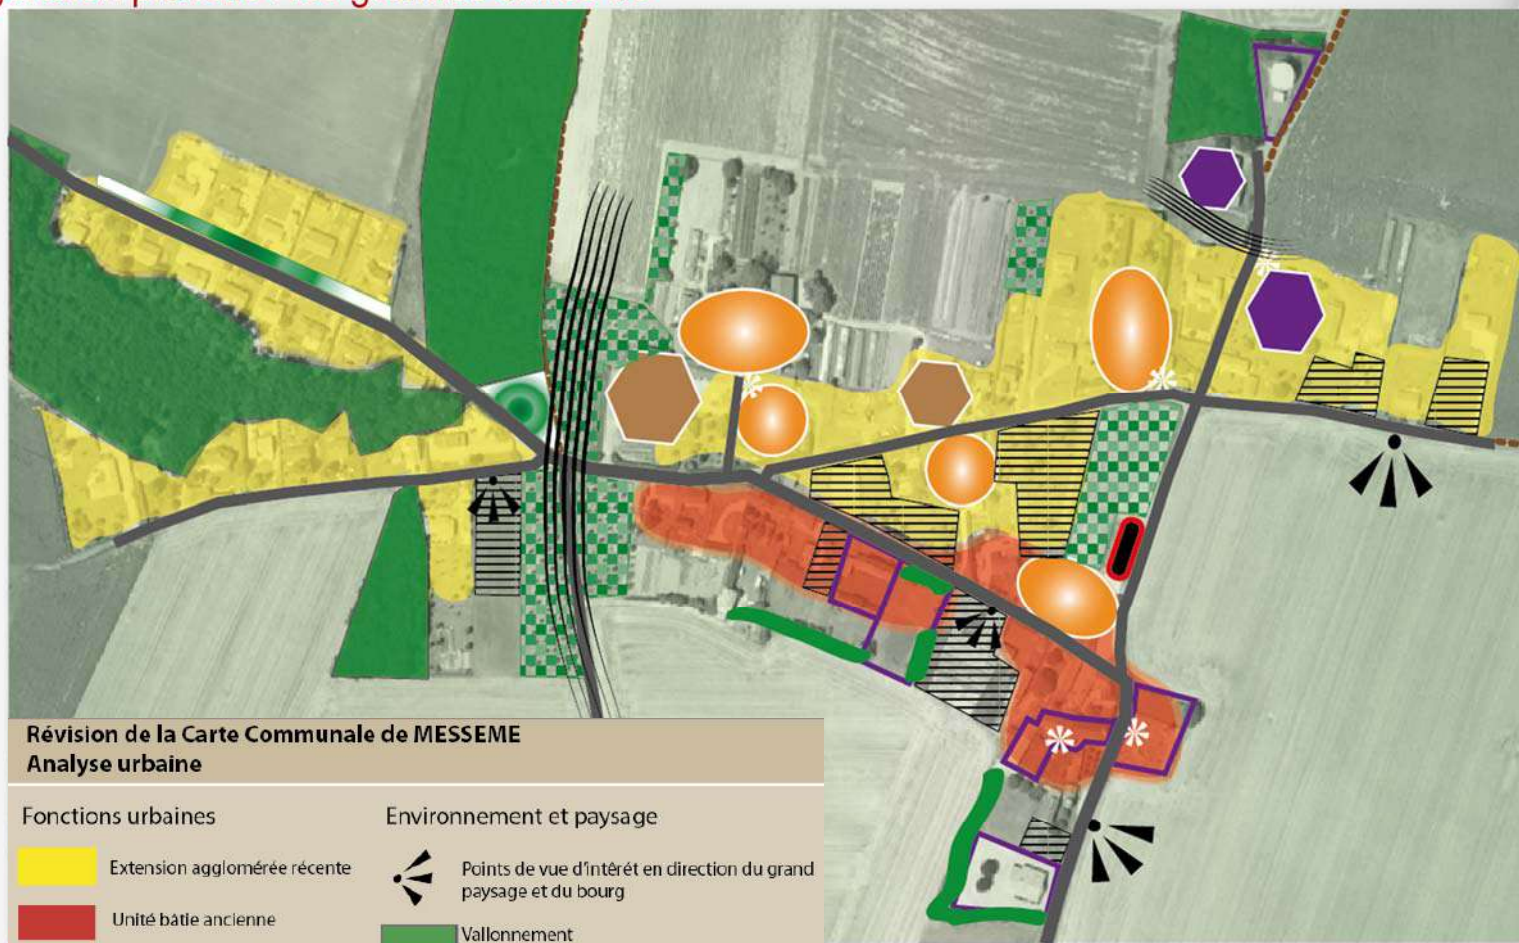 Révision de la Carte Communale de MESSEME
Analyse urbaine
Fonctions urbaines
Extension agglomérée récente
Unité bâtie ancienne
Environnement et paysage
Points de vue d'intérêt en direction du grand
paysage et du bourg
Vallonnement